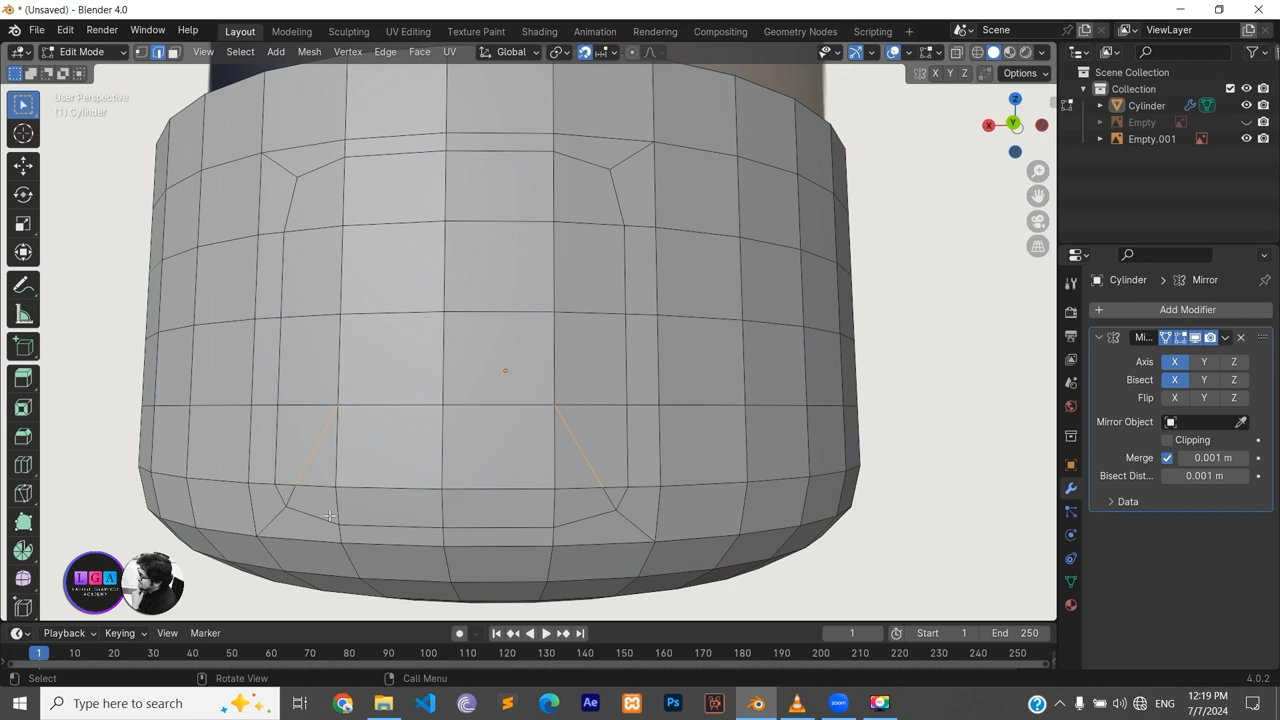 * (Unsaved) - Blender 4.0
File Edit Render Window Help Layout Modeling Sculpting UV Editing Texture Paint Shading Animation Rendering Compositing Geometry Nodes Scripting + Scene ViewLayer
Edit Mode View Select Add Mesh Vertex Edge Face UV Global
X Y Z Options
User Perspective
(1) Cylinder
Z
X
Y
Scene Collection
Collection
Cylinder
Empty
Empty.001
Cylinder > Mirror
+ Add Modifier
Mi...
Axis X Y Z
Bisect X Y Z
Flip X Y Z
Mirror Object
Clipping
Merge 0.001 m
Bisect Dist... 0.001 m
Data
LGA
Playback Keying View Marker 1 Start 1 End 250
1 10 20 30 40 50 60 70 80 90 100 110 120 130 140 150 160 170 180 190 200 210 220 230 240 250
Select Rotate View Call Menu 4.0.2
Type here to search Ae Ps zoom ENG 12:19 PM
7/7/2024